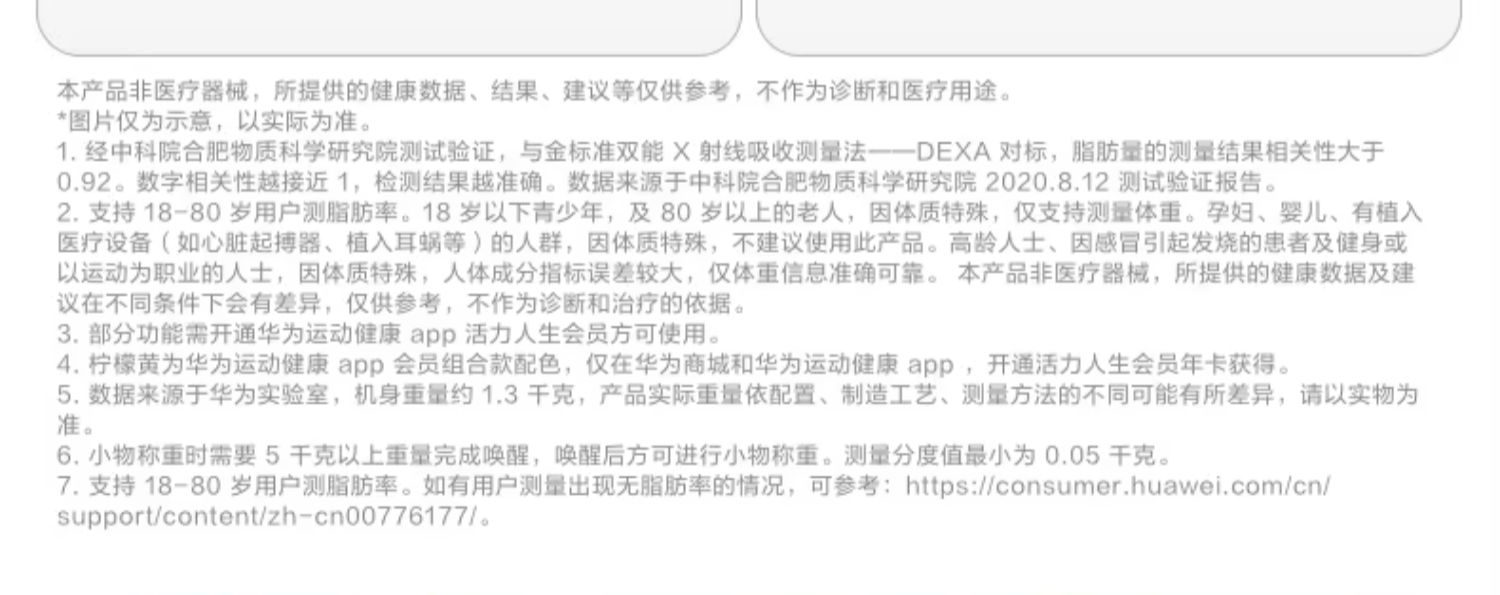 本产品非医疗器械，所提供的健康数据、结果、建议等仅供参考，不作为诊断和医疗用途。
*图片仅为示意，以实际为准。
1. 经中科院合肥物质科学研究院测试验证，与金标准双能 X 射线吸收测量法——DEXA 对标，脂肪量的测量结果相关性大于
0.92。数字相关性越接近 1，检测结果越准确。数据来源于中科院合肥物质科学研究院 2020.8.12 测试验证报告。
2. 支持 18-80 岁用户测脂肪率。18 岁以下青少年，及 80 岁以上的老人，因体质特殊，仅支持测量体重。孕妇、婴儿、有植入
医疗设备（如心脏起搏器、植入耳蜗等）的人群，因体质特殊，不建议使用此产品。高龄人士、因感冒引起发烧的患者及健身或
以运动为职业的人士，因体质特殊，人体成分指标误差较大，仅体重信息准确可靠。 本产品非医疗器械，所提供的健康数据及建
议在不同条件下会有差异，仅供参考，不作为诊断和治疗的依据。
3. 部分功能需开通华为运动健康 app 活力人生会员方可使用。
4. 柠檬黄为华为运动健康 app 会员组合款配色，仅在华为商城和华为运动健康 app ，开通活力人生会员年卡获得。
5. 数据来源于华为实验室，机身重量约 1.3 千克，产品实际重量依配置、制造工艺、测量方法的不同可能有所差异，请以实物为
准。
6. 小物称重时需要 5 千克以上重量完成唤醒，唤醒后方可进行小物称重。测量分度值最小为 0.05 千克。
7. 支持 18-80 岁用户测脂肪率。如有用户测量出现无脂肪率的情况，可参考：https://consumer.huawei.com/cn/
support/content/zh-cn00776177/。